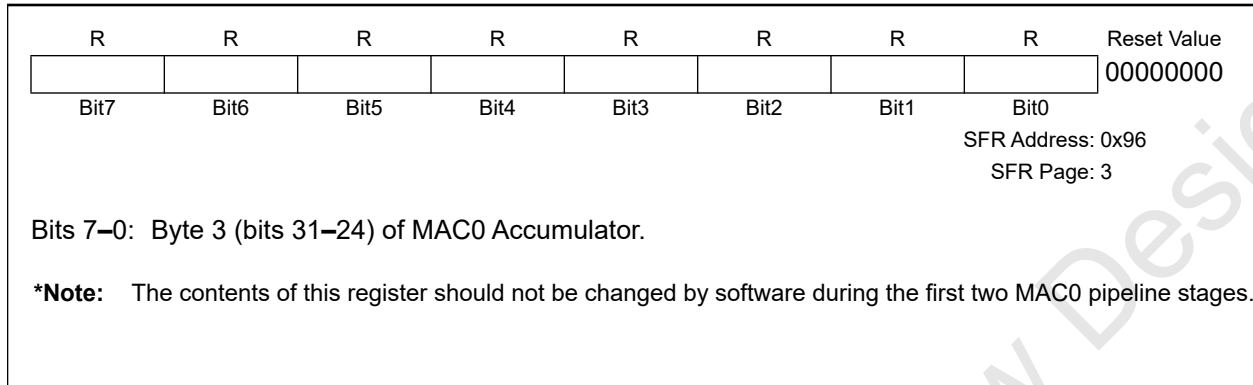 R R R R R R R R Reset Value
00000000
Bit7 Bit6 Bit5 Bit4 Bit3 Bit2 Bit1 Bit0
SFR Address: 0x96
SFR Page: 3
Bits 7–0: Byte 3 (bits 31–24) of MAC0 Accumulator.
*Note: The contents of this register should not be changed by software during the first two MAC0 pipeline stages.